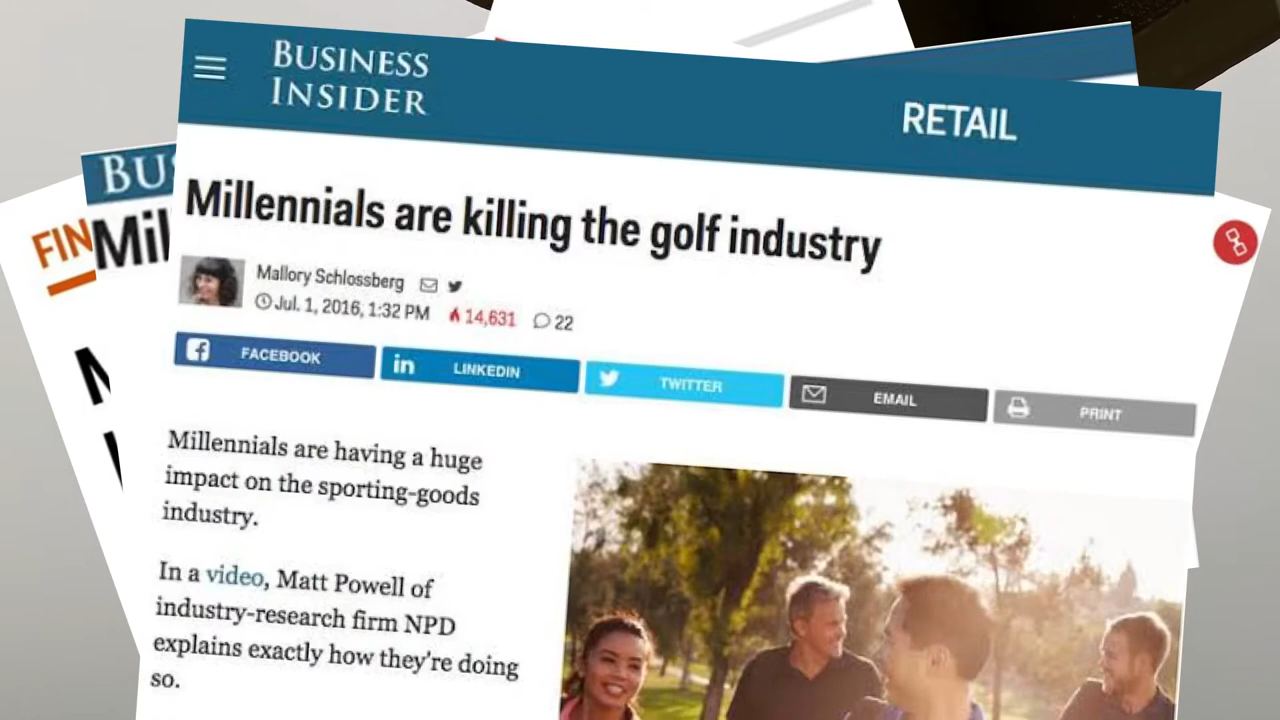 BUSINESS
INSIDER
RETAIL
Millennials are killing the golf industry
Mallory Schlossberg
Jul. 1, 2016, 1:32 PM 14,631 22
FACEBOOK LINKEDIN TWITTER EMAIL PRINT
Millennials are having a huge
impact on the sporting-goods
industry.
In a video, Matt Powell of
industry-research firm NPD
explains exactly how they're doing
so.
BUS
FIN
Mil